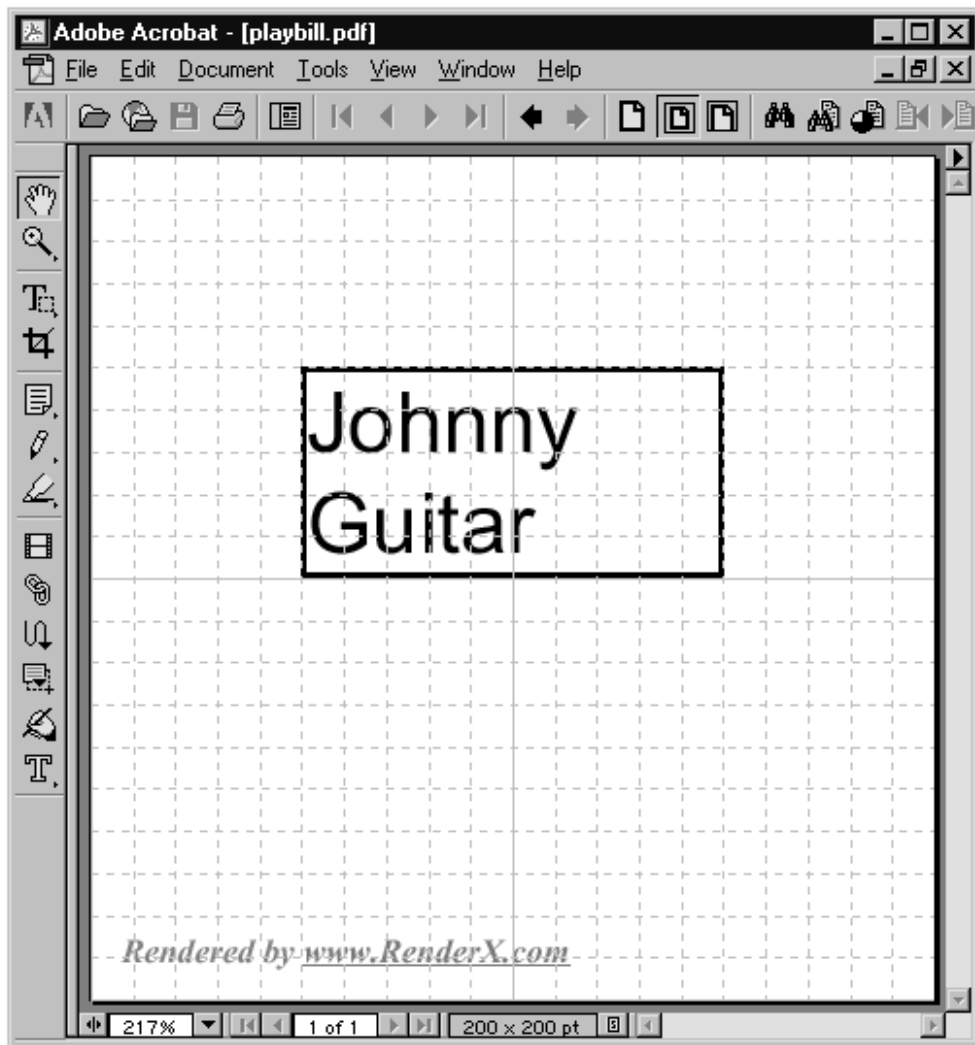 Adobe Acrobat - [playbill.pdf]
File Edit Document Tools View Window Help
Johnny
Guitar
Rendered by www.RenderX.com
217% 1 of 1 200 x 200 pt